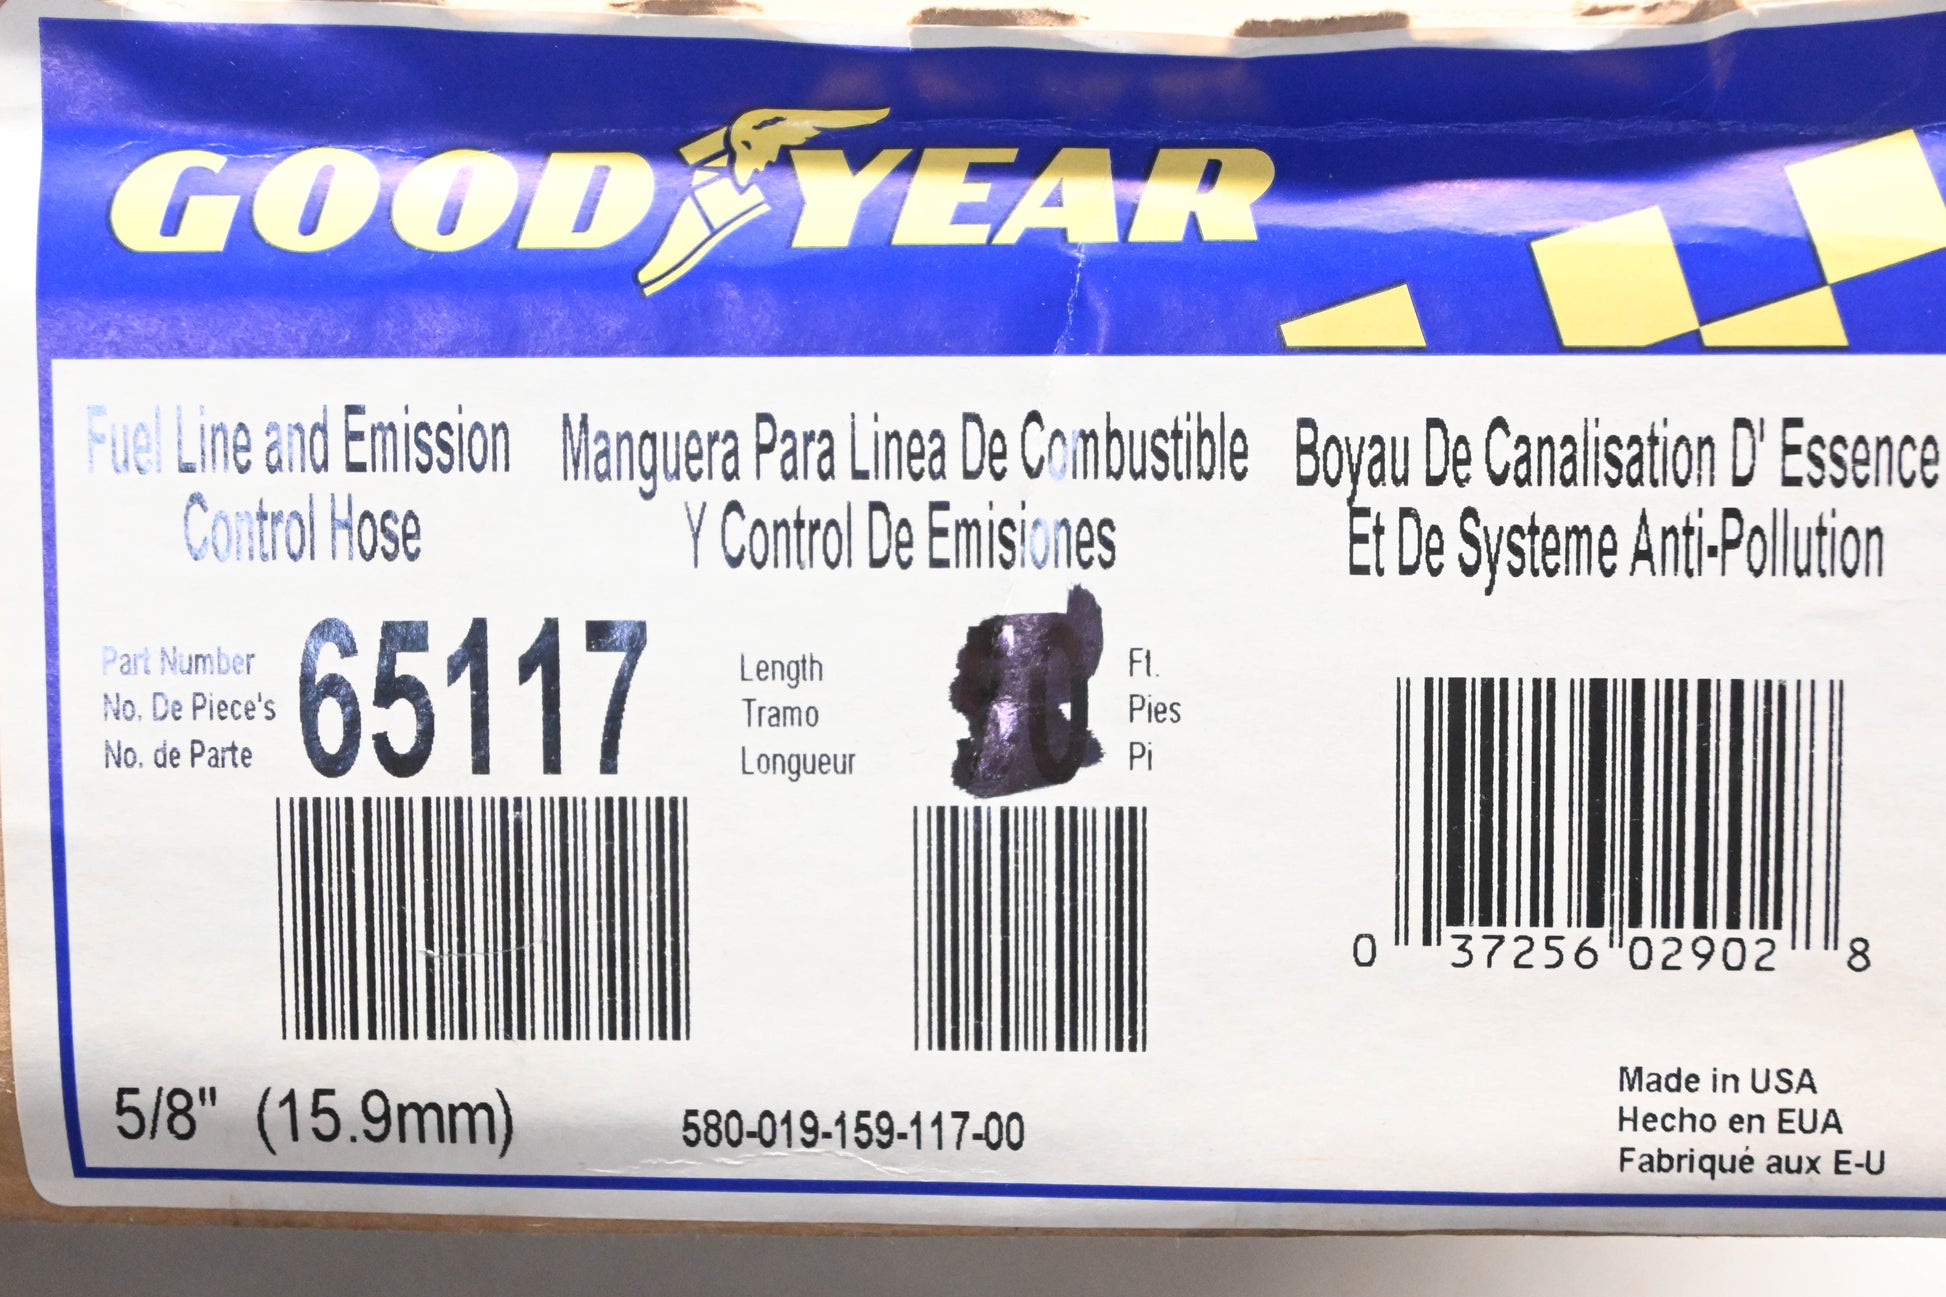 GOODYEAR
Fuel Line and Emission
Control Hose
Manguera Para Linea De Combustible
Y Control De Emisiones
Boyau De Canalisation D' Essence
Et De Systeme Anti-Pollution
Part Number
No. De Piece's
No. de Parte
65117
Length
Tramo
Longueur
Ft.
Pies
Pi
0 37256 02902 8
5/8" (15.9mm)
580-019-159-117-00
Made in USA
Hecho en EUA
Fabriqué aux E-U